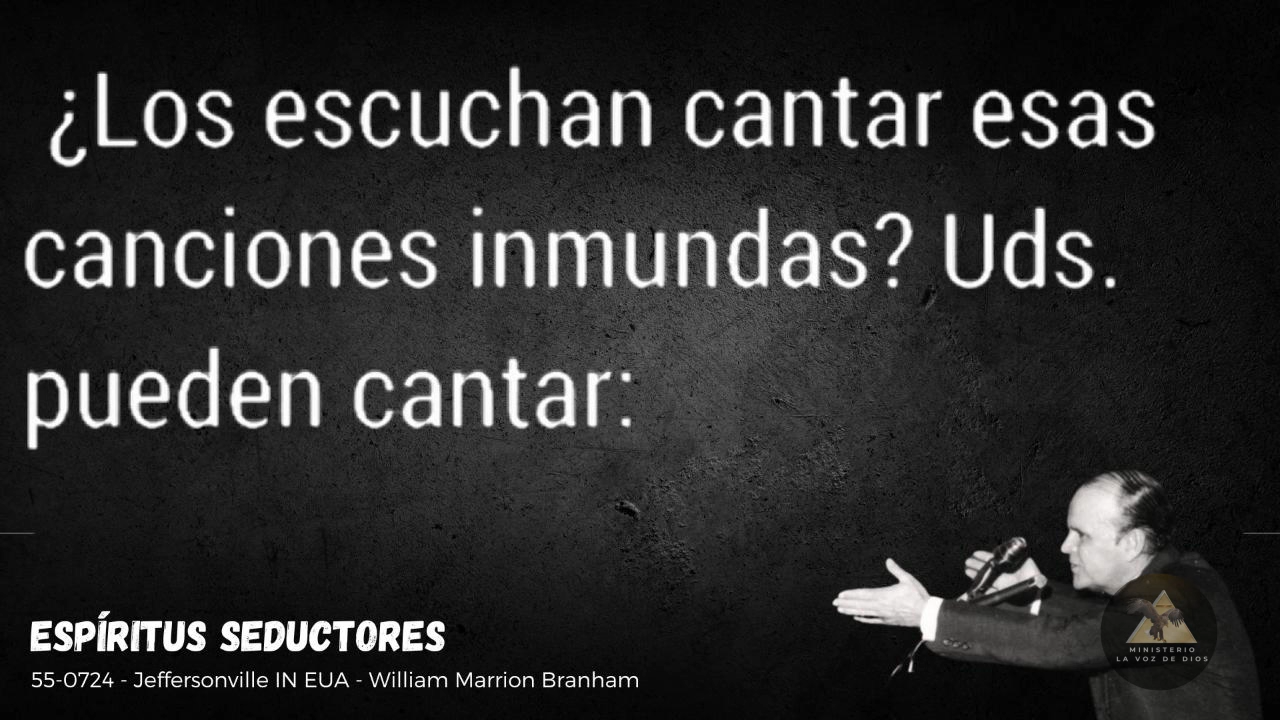 ¿Los escuchan cantar esas
canciones inmundas? Uds.
pueden cantar:
ESPÍRITUS SEDUCTORES
55-0724 - Jeffersonville IN EUA - William Marrion Branham
MINISTERIO
LA VOZ DE DIOS